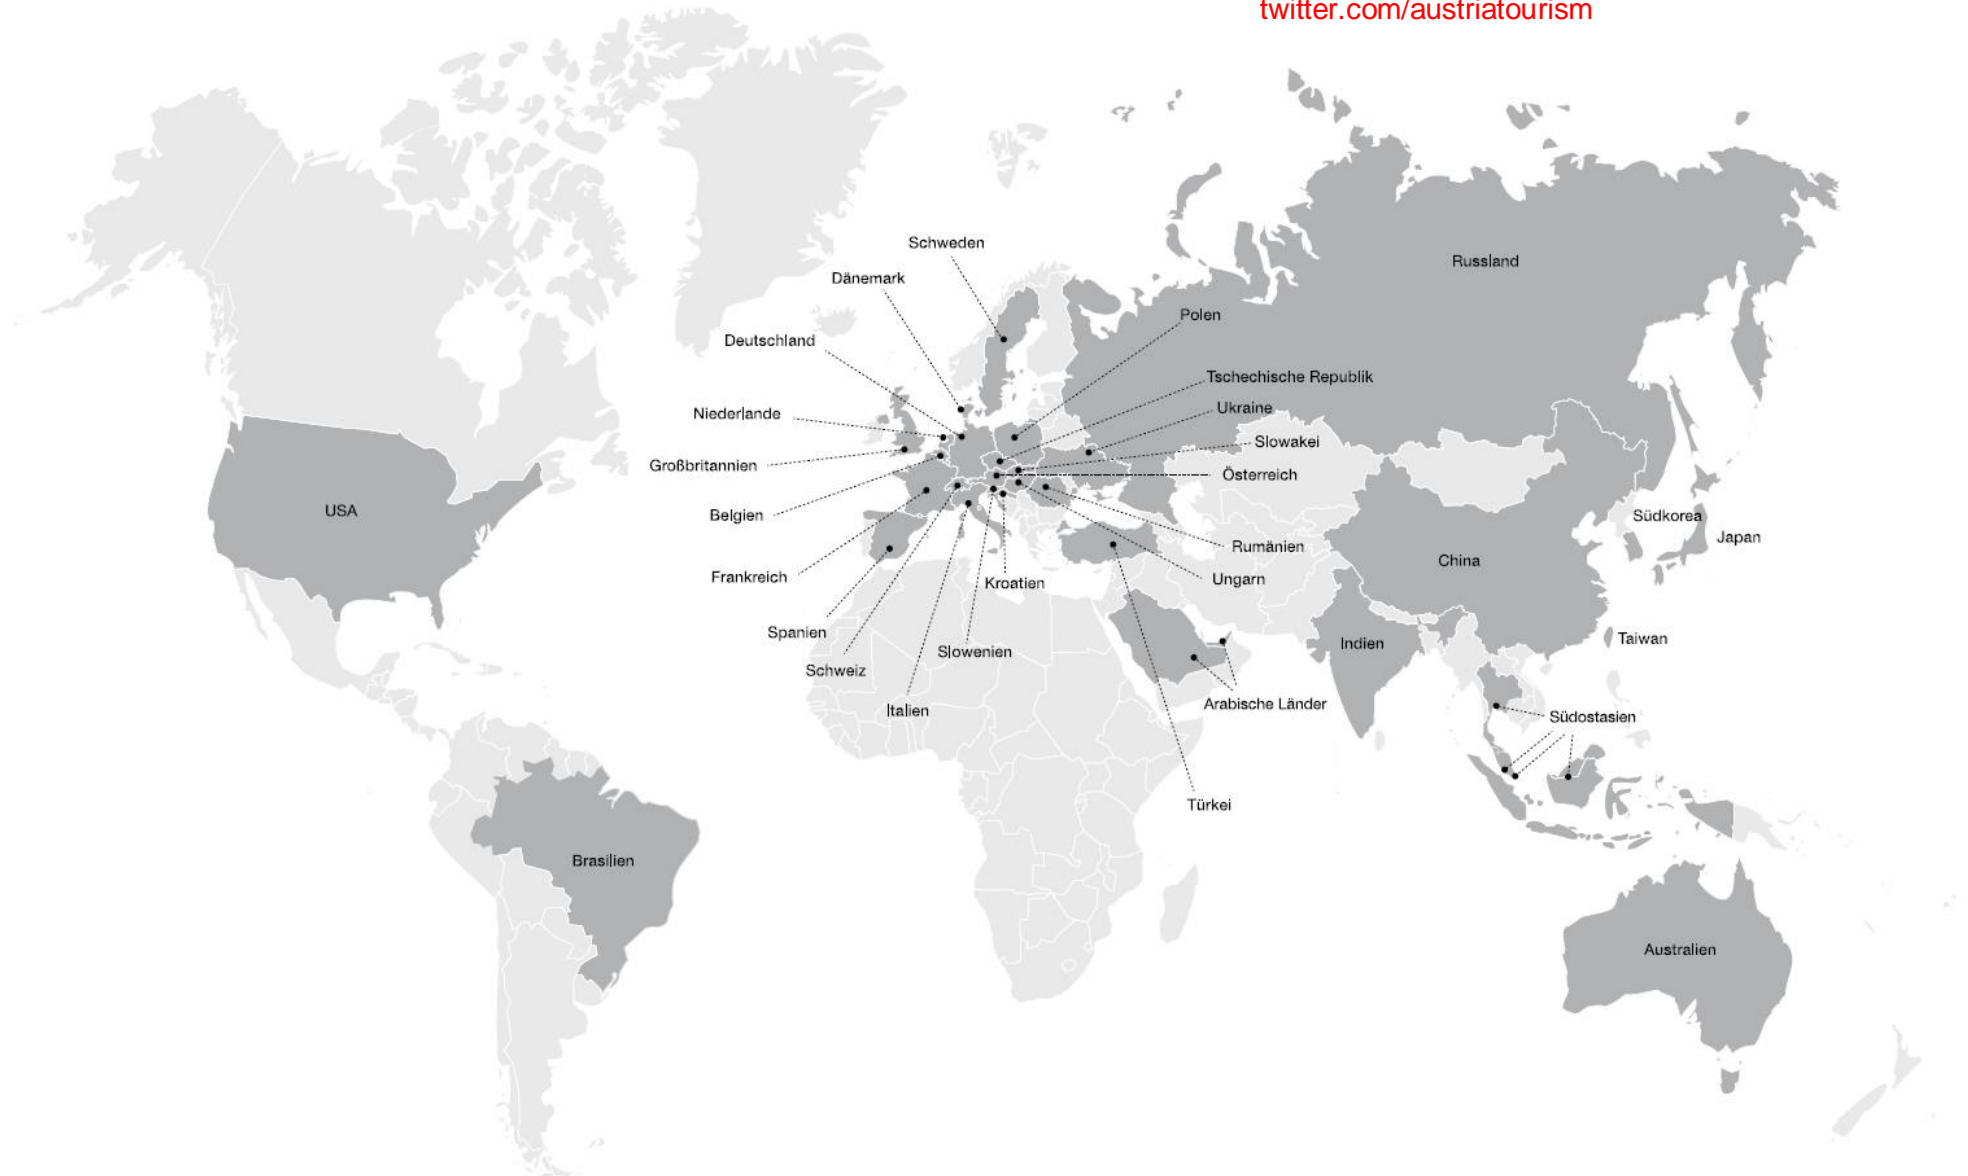 twitter.com/austriatourism
Schweden
Russland
Dänemark
Polen
Deutschland
Tschechische Republik
Niederlande
Ukraine
Slowakei
Großbritannien
Österreich
USA
Belgien
Südkorea
Japan
Rumänien
China
Frankreich
Kroatien
Ungarn
Spanien
Taiwan
Indien
Slowenien
Schweiz
Arabische Länder
Italien
Südostasien
Türkei
Brasilien
Australien